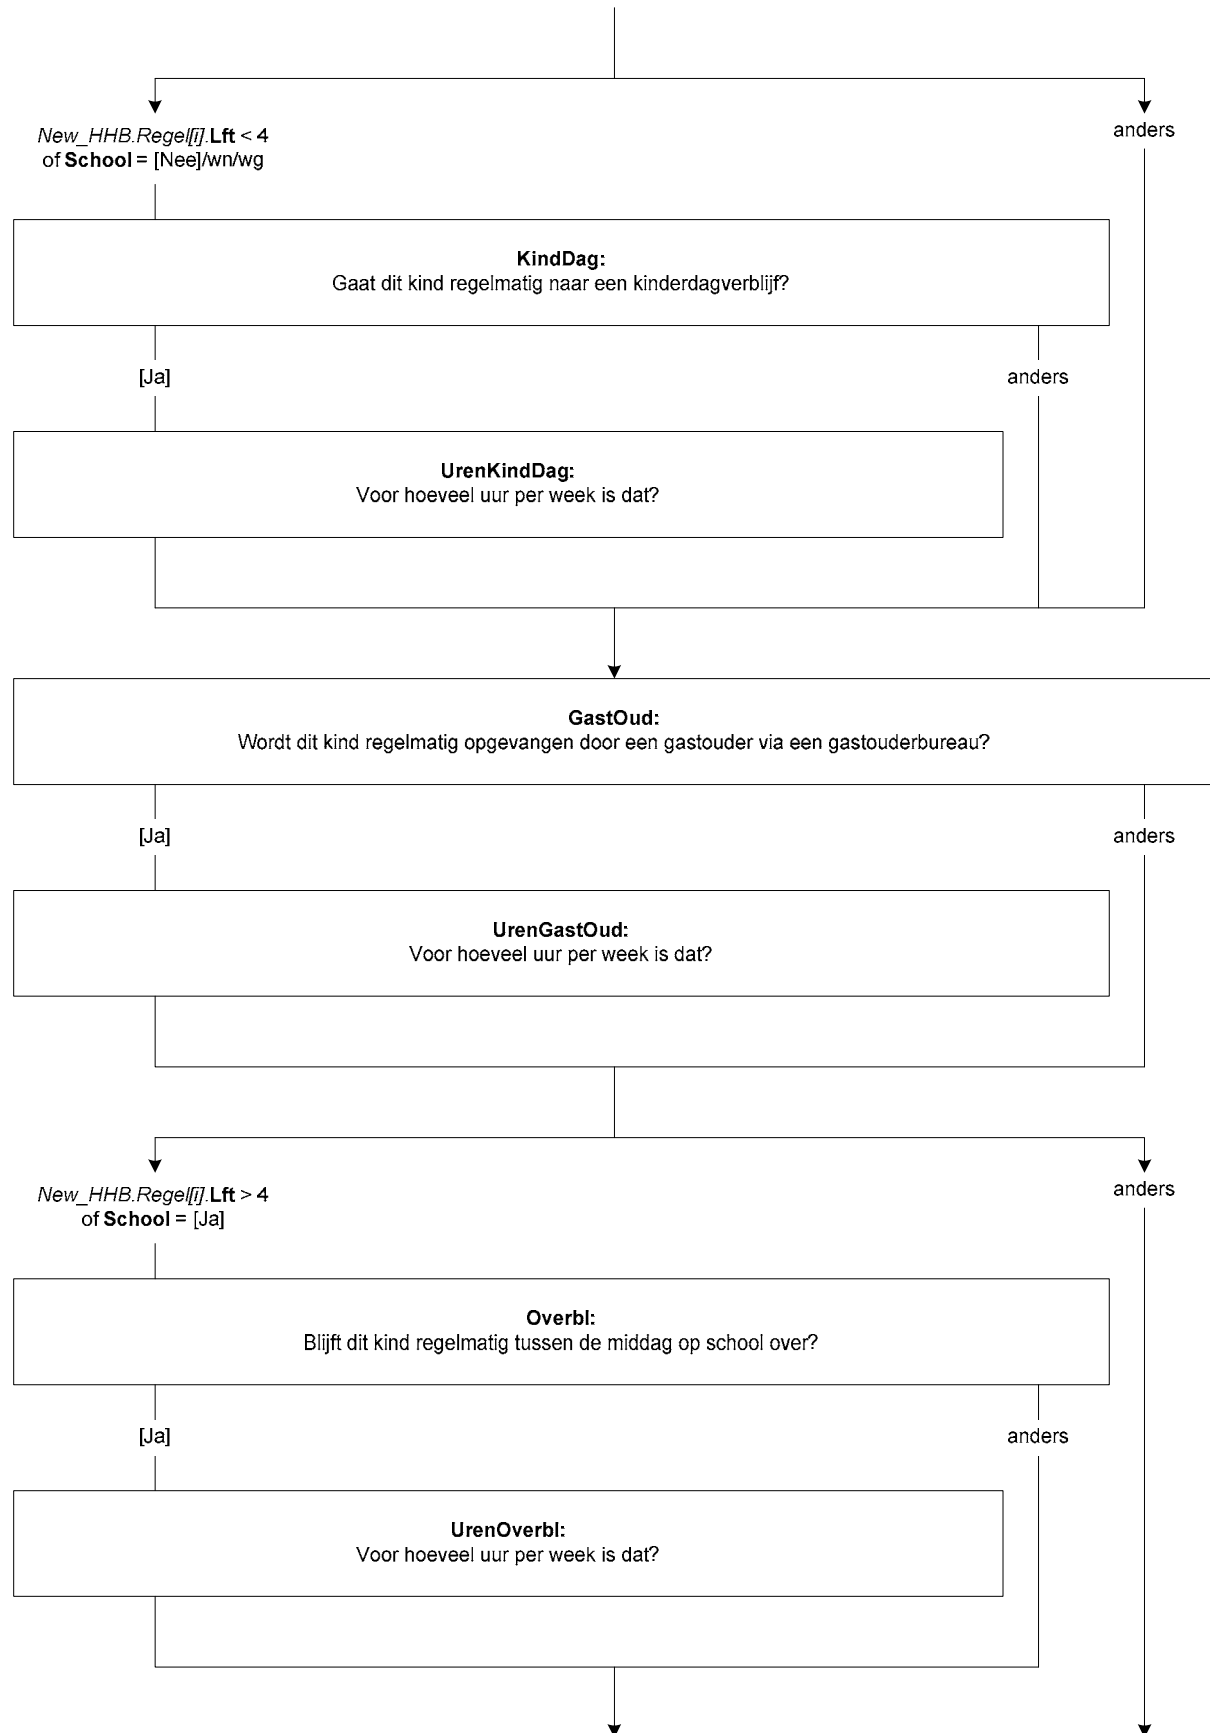 New_HHB.Regel[i].Lft < 4
of School = [Nee]/wn/wg
anders
KindDag:
Gaat dit kind regelmatig naar een kinderdagverblijf?
[Ja]
anders
UrenKindDag:
Voor hoeveel uur per week is dat?
GastOud:
Wordt dit kind regelmatig opgevangen door een gastouder via een gastouderbureau?
[Ja]
anders
UrenGastOud:
Voor hoeveel uur per week is dat?
New_HHB.Regel[i].Lft > 4
of School = [Ja]
anders
Overbl:
Blijft dit kind regelmatig tussen de middag op school over?
[Ja]
anders
UrenOverbl:
Voor hoeveel uur per week is dat?